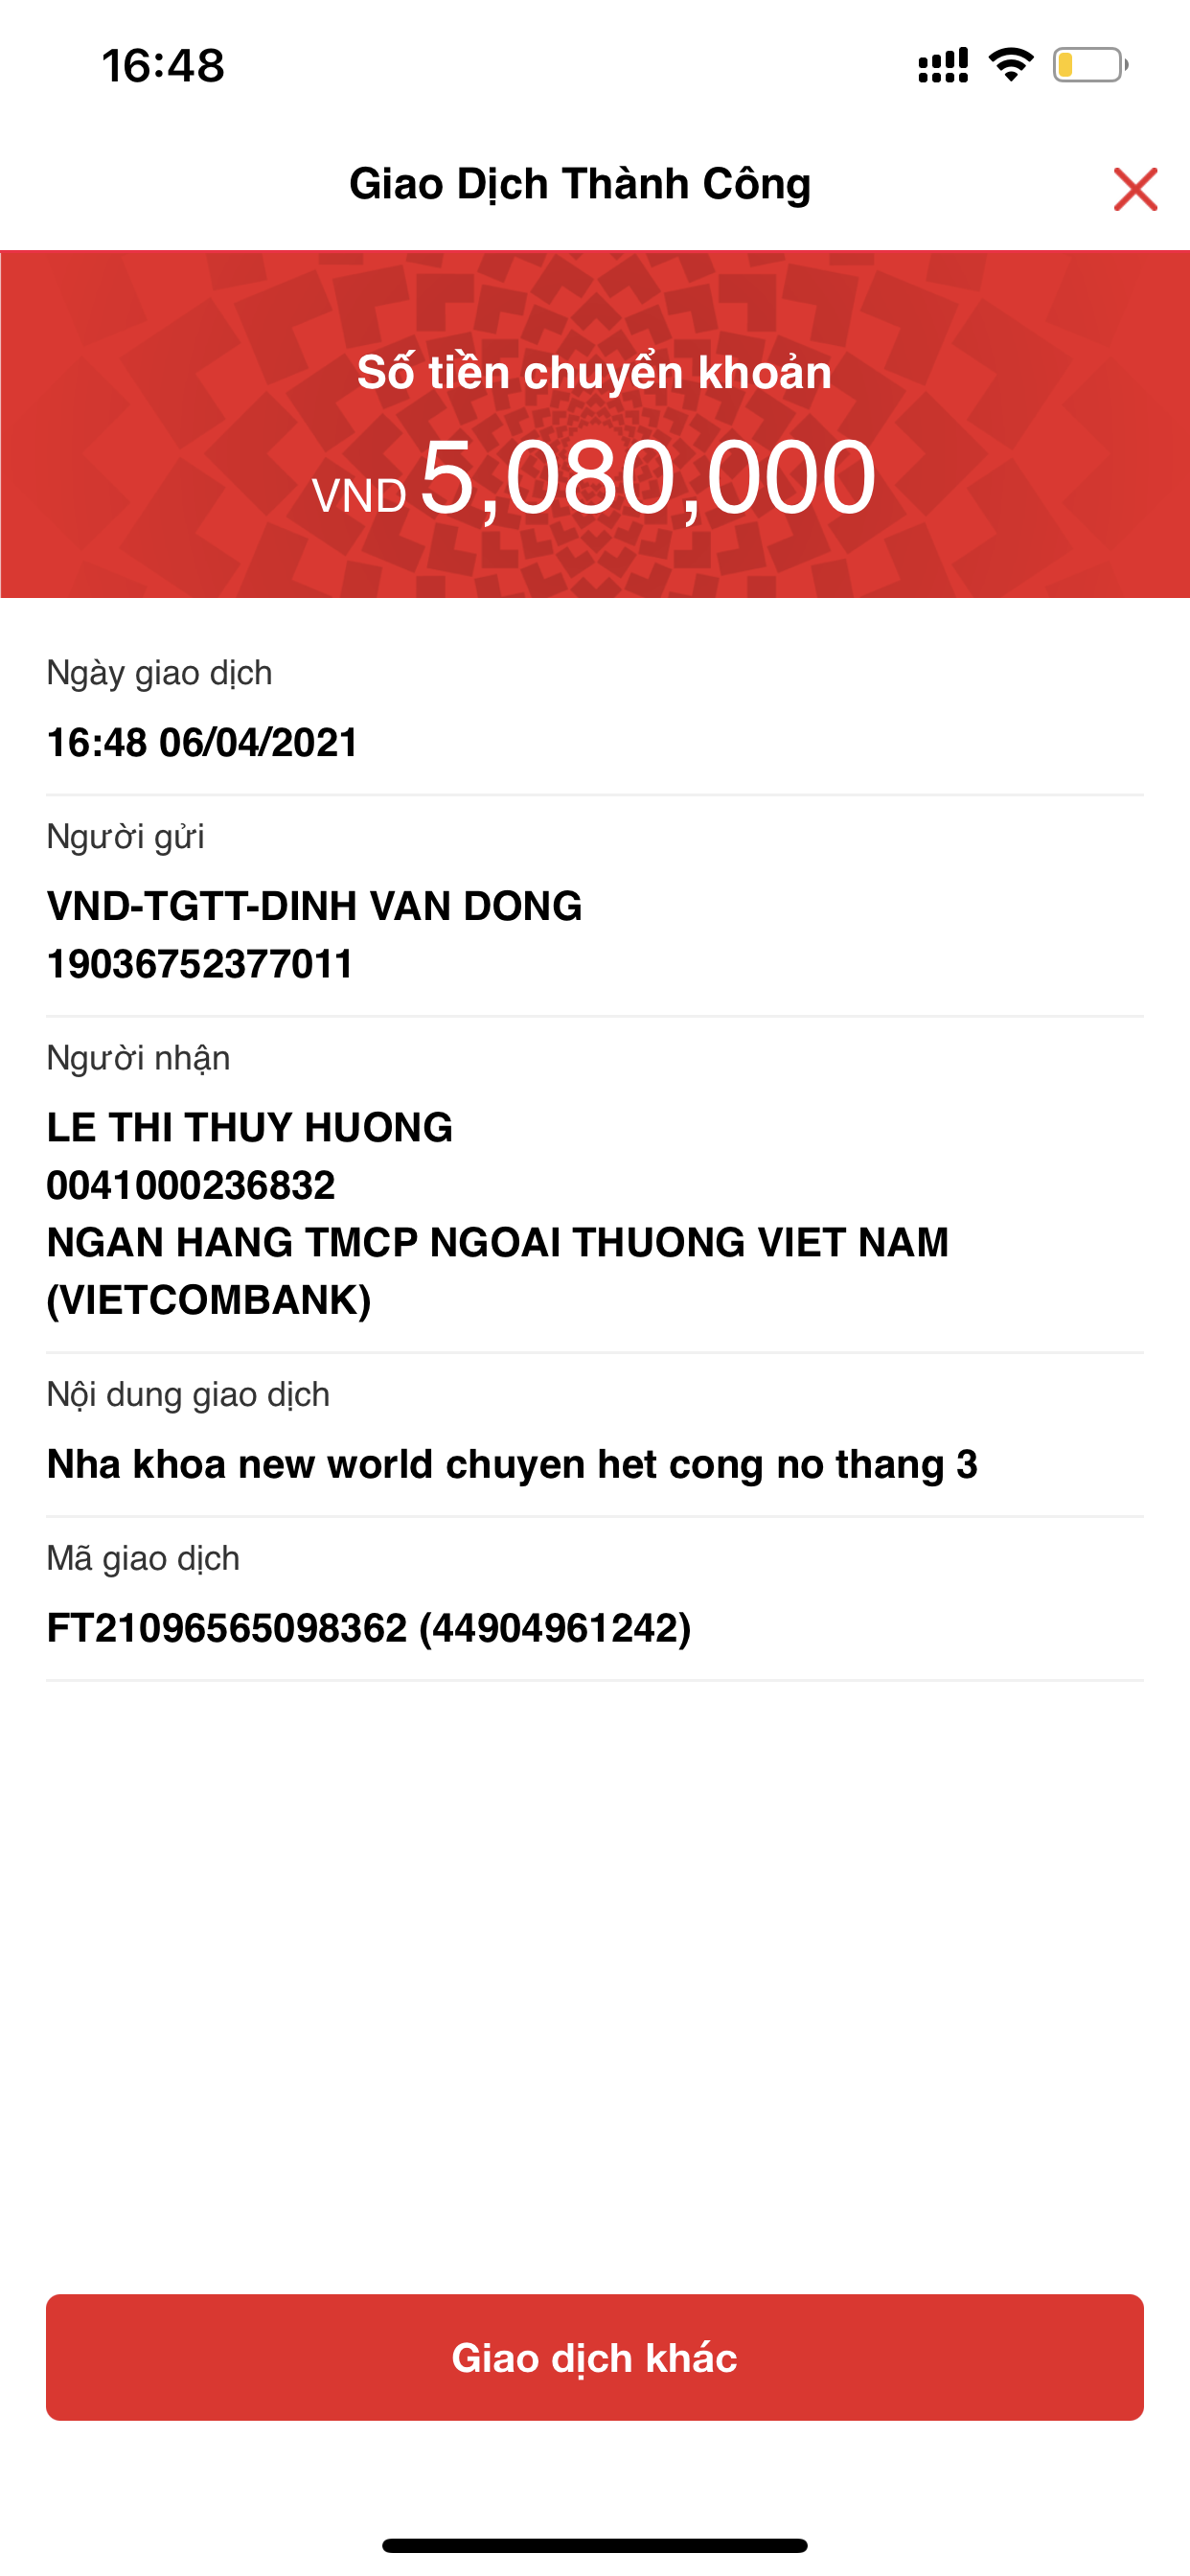 16:48
Giao Dịch Thành Công
Số tiền chuyển khoản
VND 5,080,000
Ngày giao dịch
16:48 06/04/2021
Người gửi
VND-TGTT-DINH VAN DONG
19036752377011
Người nhận
LE THI THUY HUONG
0041000236832
NGAN HANG TMCP NGOAI THUONG VIET NAM
(VIETCOMBANK)
Nội dung giao dịch
Nha khoa new world chuyen het cong no thang 3
Mã giao dịch
FT21096565098362 (44904961242)
Giao dịch khác